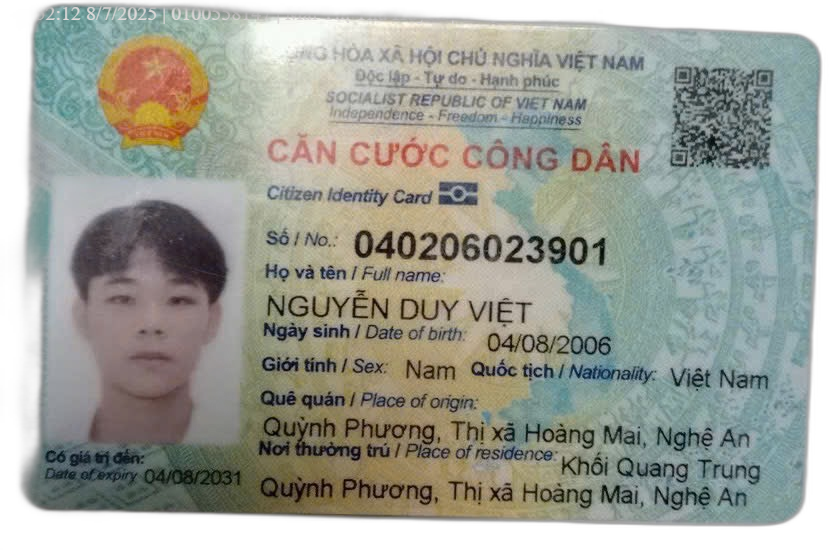 2:12 8/7/2025 |
HÒA XÃ HỘI CHỦ NGHĨA VIỆT NAM
Độc lập - Tự do - Hạnh phúc
SOCIALIST REPUBLIC OF VIET NAM
Independence - Freedom - Happiness
CĂN CƯỚC CÔNG DÂN
Citizen Identity Card
Số / No.: 040206023901
Họ và tên / Full name:
NGUYỄN DUY VIỆT
Ngày sinh / Date of birth: 04/08/2006
Giới tính / Sex: Nam Quốc tịch / Nationality: Việt Nam
Quê quán / Place of origin:
Quỳnh Phương, Thị xã Hoàng Mai, Nghệ An
Nơi thường trú / Place of residence: Khối Quang Trung
Quỳnh Phương, Thị xã Hoàng Mai, Nghệ An
Có giá trị đến:
Date of expiry 04/08/2031